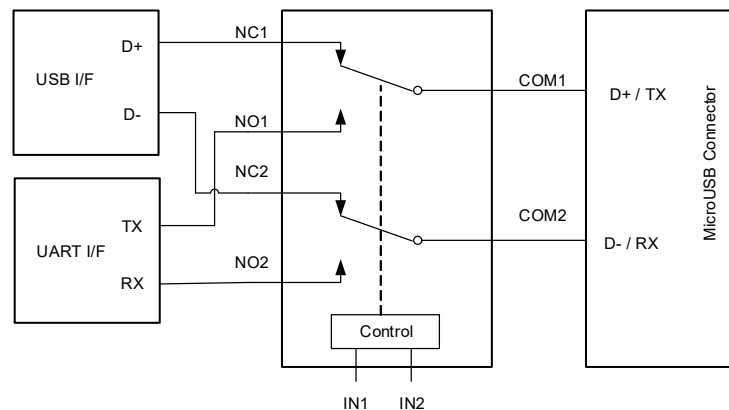 USB I/F
D+
D-
UART I/F
TX
RX
NC1
NO1
NC2
NO2
Control
IN1 IN2
COM1
COM2
D+ / TX
D- / RX
MicroUSB Connector